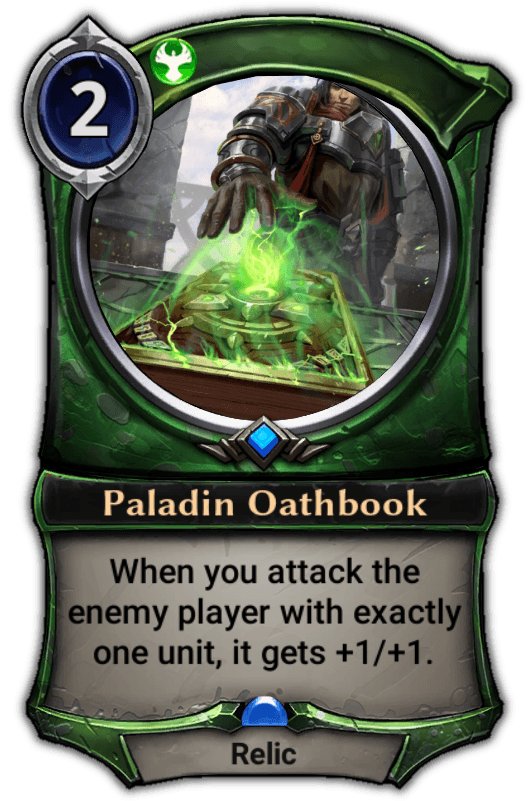 2
Paladin Oathbook
When you attack the
enemy player with exactly
one unit, it gets +1/+1.
Relic